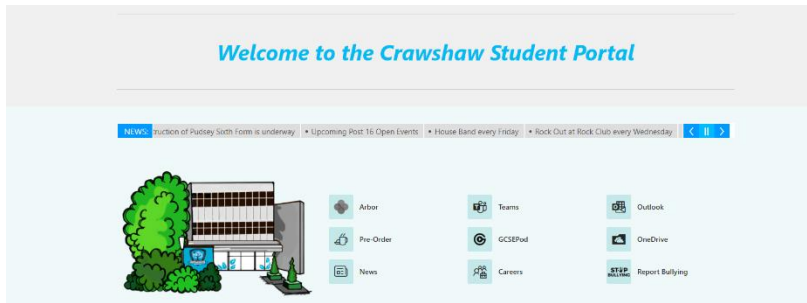 Welcome to the Crawshaw Student Portal
NEWS: truction of Pudsey Sixth Form is underway • Upcoming Post 16 Open Events • House Band every Friday • Rock Out at Rock Club every Wednesday
Arbor Teams Outlook
Pre-Order GCSEPod OneDrive
News Careers STOP BULLYING Report Bullying